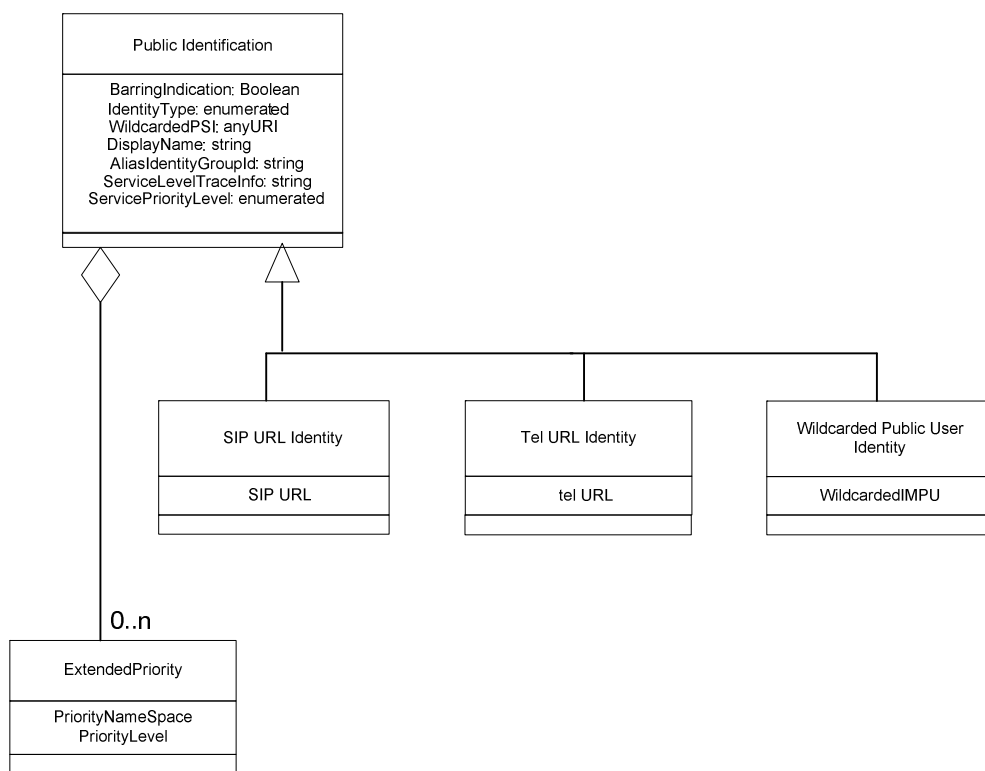 Public Identification
BarringIndication: Boolean
IdentityType: enumerated
WildcardedPSI: anyURI
DisplayName: string
AliasIdentityGroupId: string
ServiceLevelTraceInfo: string
ServicePriorityLevel: enumerated
SIP URL Identity
SIP URL
Tel URL Identity
tel URL
Wildcarded Public User
Identity
WildcardedIMPU
0..n
ExtendedPriority
PriorityNameSpace
PriorityLevel